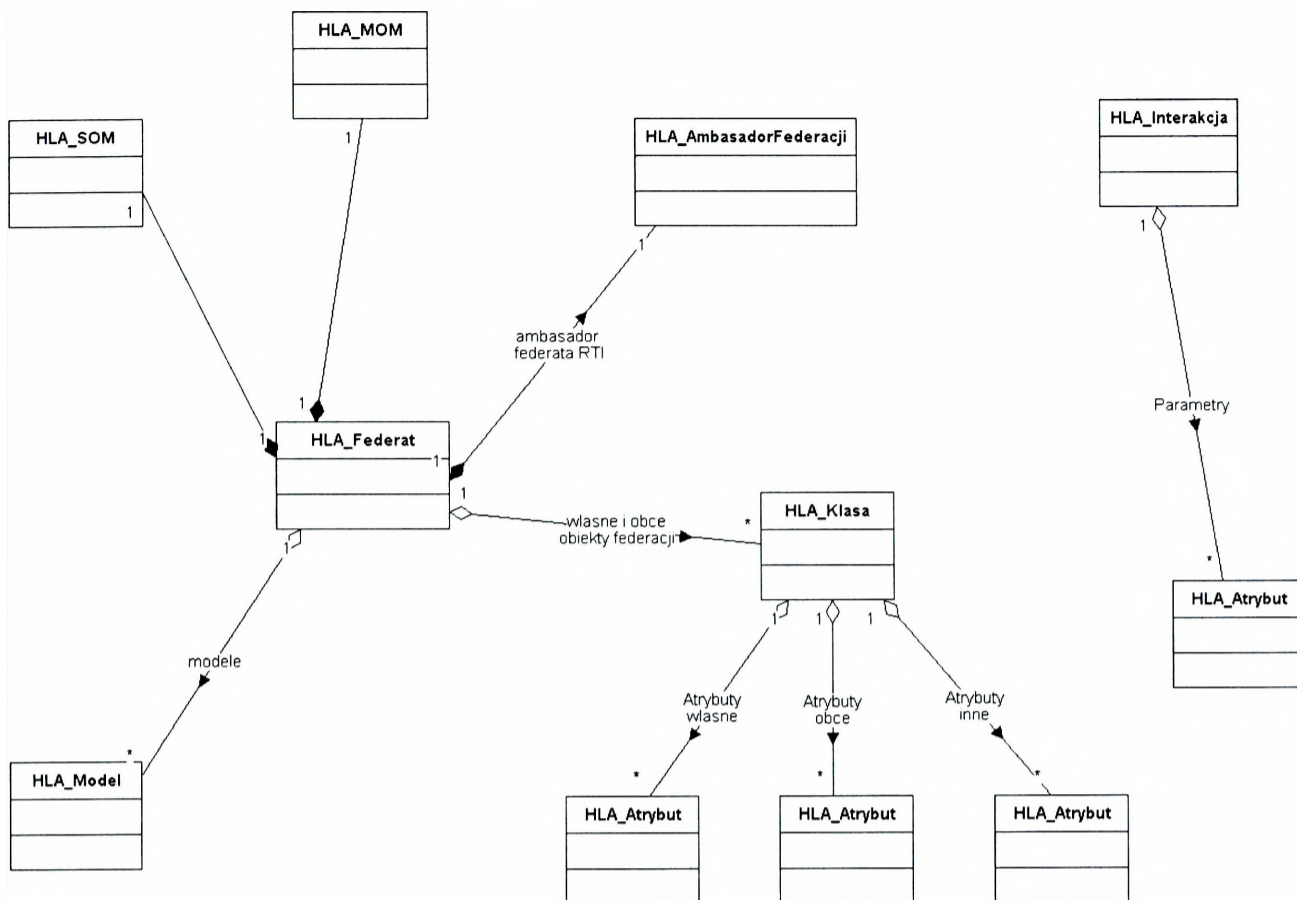 HLA_MOM
1
HLA_SOM
1
HLA_AmbasadorFederacji
1
HLA_Interakcja
1
ambasador
federata RTI
Parametry
*
HLA_Atrybut
1
1
HLA_Federat
1
1
1
wlasne i obce
obiekty federacji
*
HLA_Klasa
1
1
1
modele
*
HLA_Model
Atrybuty
wlasne
*
HLA_Atrybut
Atrybuty
obce
*
HLA_Atrybut
Atrybuty
inne
*
HLA_Atrybut